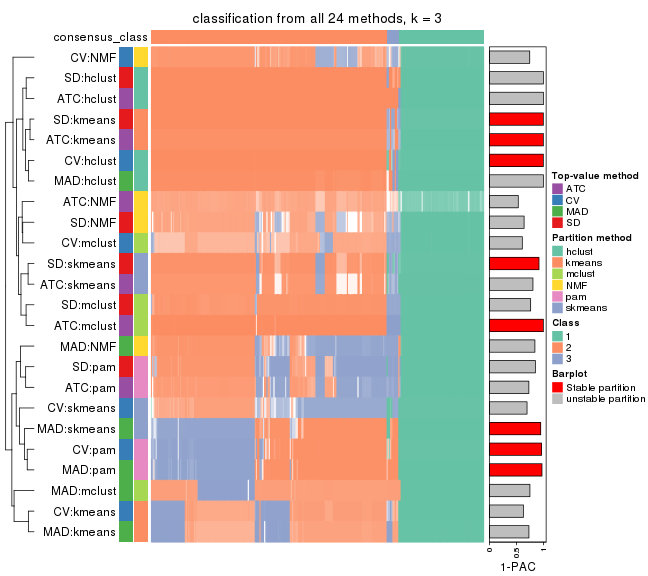 classification from all 24 methods, k = 3
consensus_class
CV:NMF
SD:hclust
ATC:hclust
SD:kmeans
ATC:kmeans
CV:hclust
MAD:hclust
ATC:NMF
SD:NMF
CV:mclust
SD:skmeans
ATC:skmeans
SD:mclust
ATC:mclust
MAD:NMF
SD:pam
ATC:pam
CV:skmeans
MAD:skmeans
CV:pam
MAD:pam
MAD:mclust
CV:kmeans
MAD:kmeans
0
0.5
1
1-PAC
Top-value method
ATC
CV
MAD
SD
Partition method
hclust
kmeans
mclust
NMF
pam
skmeans
Class
1
2
3
Barplot
Stable partition
unstable partition